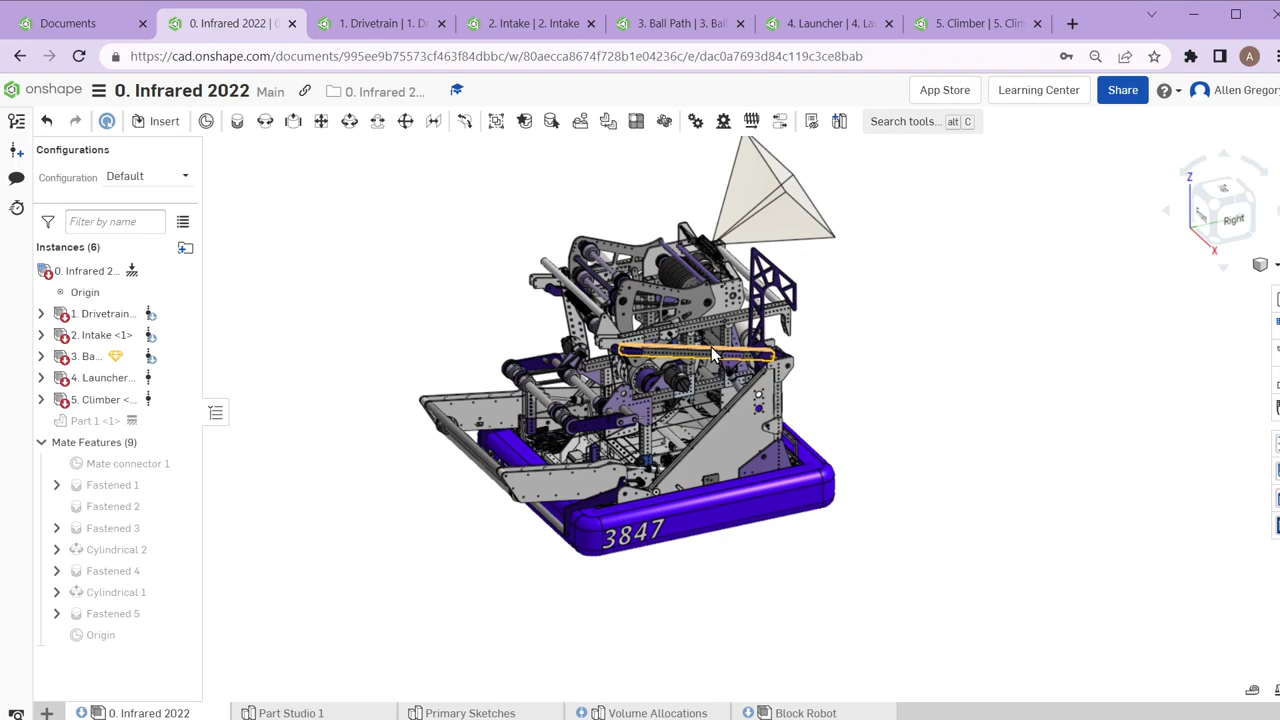 Documents
0. Infrared 2022 | 0
1. Drivetrain | 1. Dr
2. Intake | 2. Intake
3. Ball Path | 3. Bal
4. Launcher | 4. Lau
5. Climber | 5. Clim
https://cad.onshape.com/documents/995ee9b75573cf463f84dbbc/w/80aecca8674f728b1e04236c/e/dac0a7693d84c119c3ce8bab
A
onshape
0. Infrared 2022
Main
0. Infrared 2...
App Store
Learning Center
Share
Allen Gregory
Insert
Search tools... alt C
Configurations
Configuration
Default
Filter by name
Instances (6)
0. Infrared 2...
Origin
1. Drivetrain...
2. Intake <1>
3. Ba...
4. Launcher...
5. Climber <...
Part 1 <1>
Mate Features (9)
Mate connector 1
Fastened 1
Fastened 2
Fastened 3
Cylindrical 2
Fastened 4
Cylindrical 1
Fastened 5
Origin
Z
Front
Right
X
3847
0. Infrared 2022
Part Studio 1
Primary Sketches
Volume Allocations
Block Robot